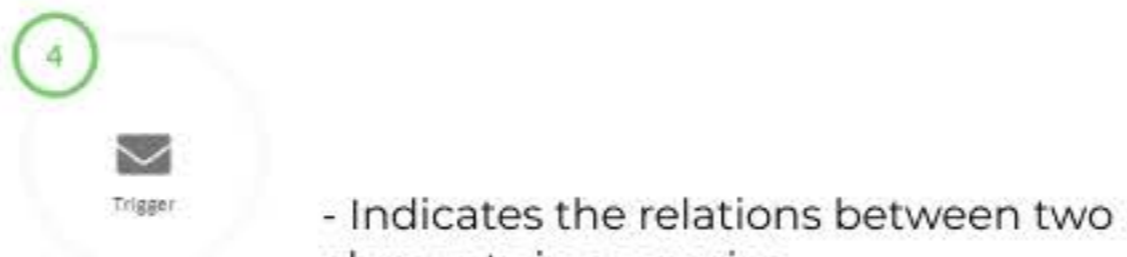 4
Trigger
- Indicates the relations between two